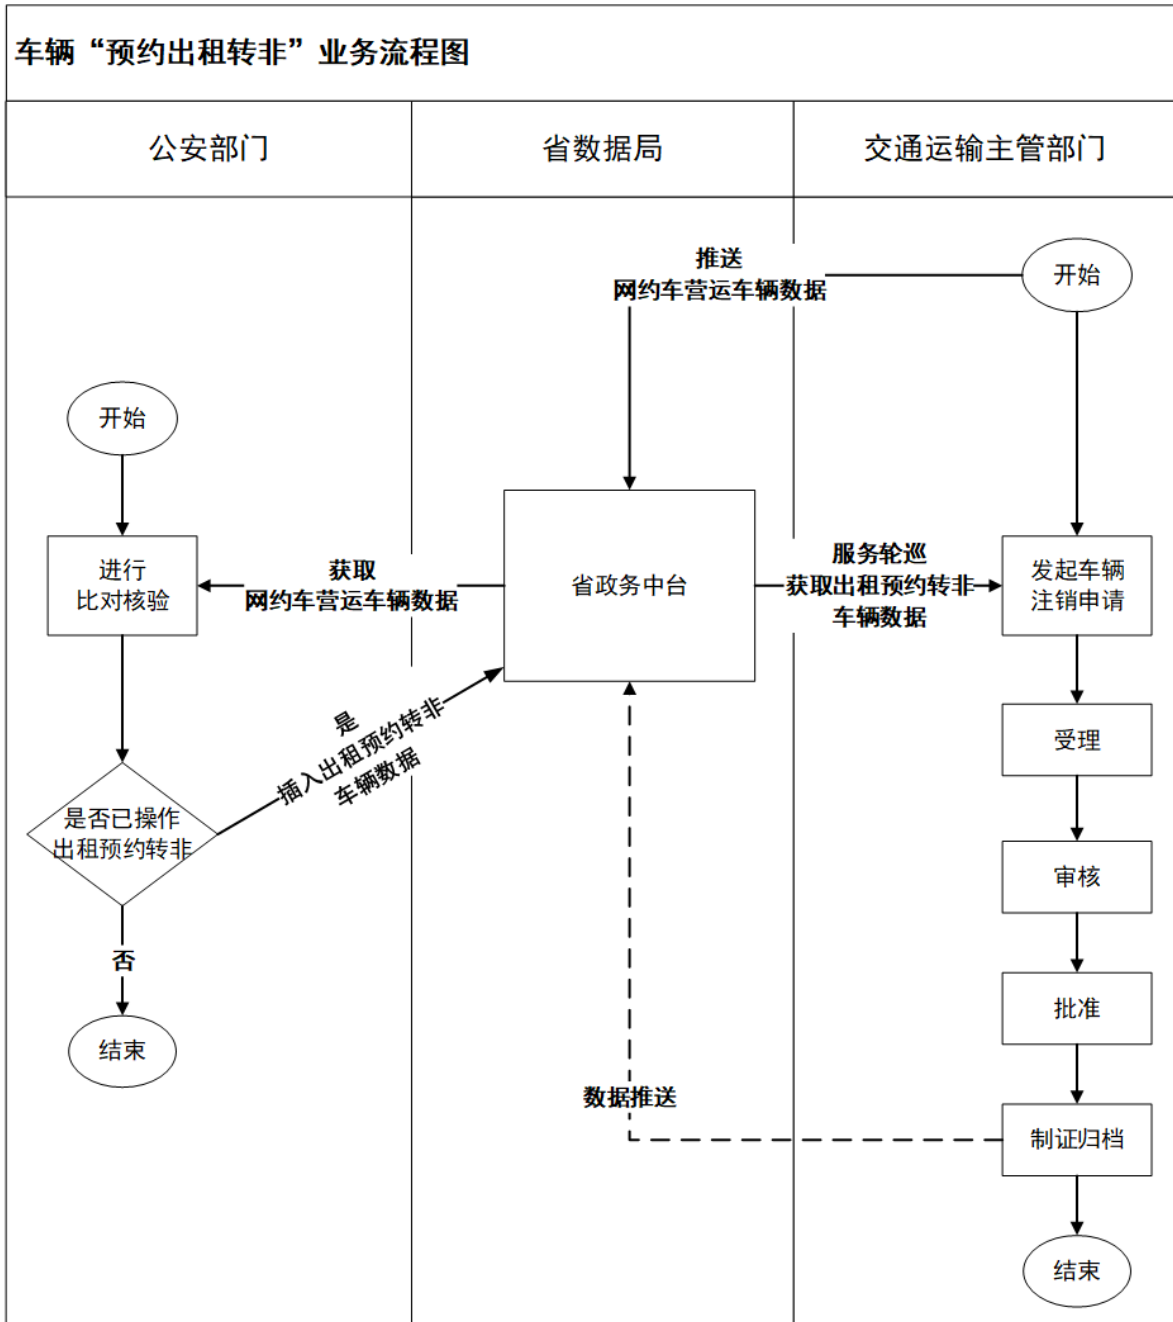 车辆“预约出租转非”业务流程图
公安部门
省数据局
交通运输主管部门
推送
网约车营运车辆数据
开始
开始
进行
比对核验
获取
网约车营运车辆数据
省政务中台
服务轮巡
获取出租预约转非
车辆数据
发起车辆
注销申请
是
插入出租预约转非
车辆数据
受理
是否已操作
出租预约转非
审核
否
批准
结束
数据推送
制证归档
结束